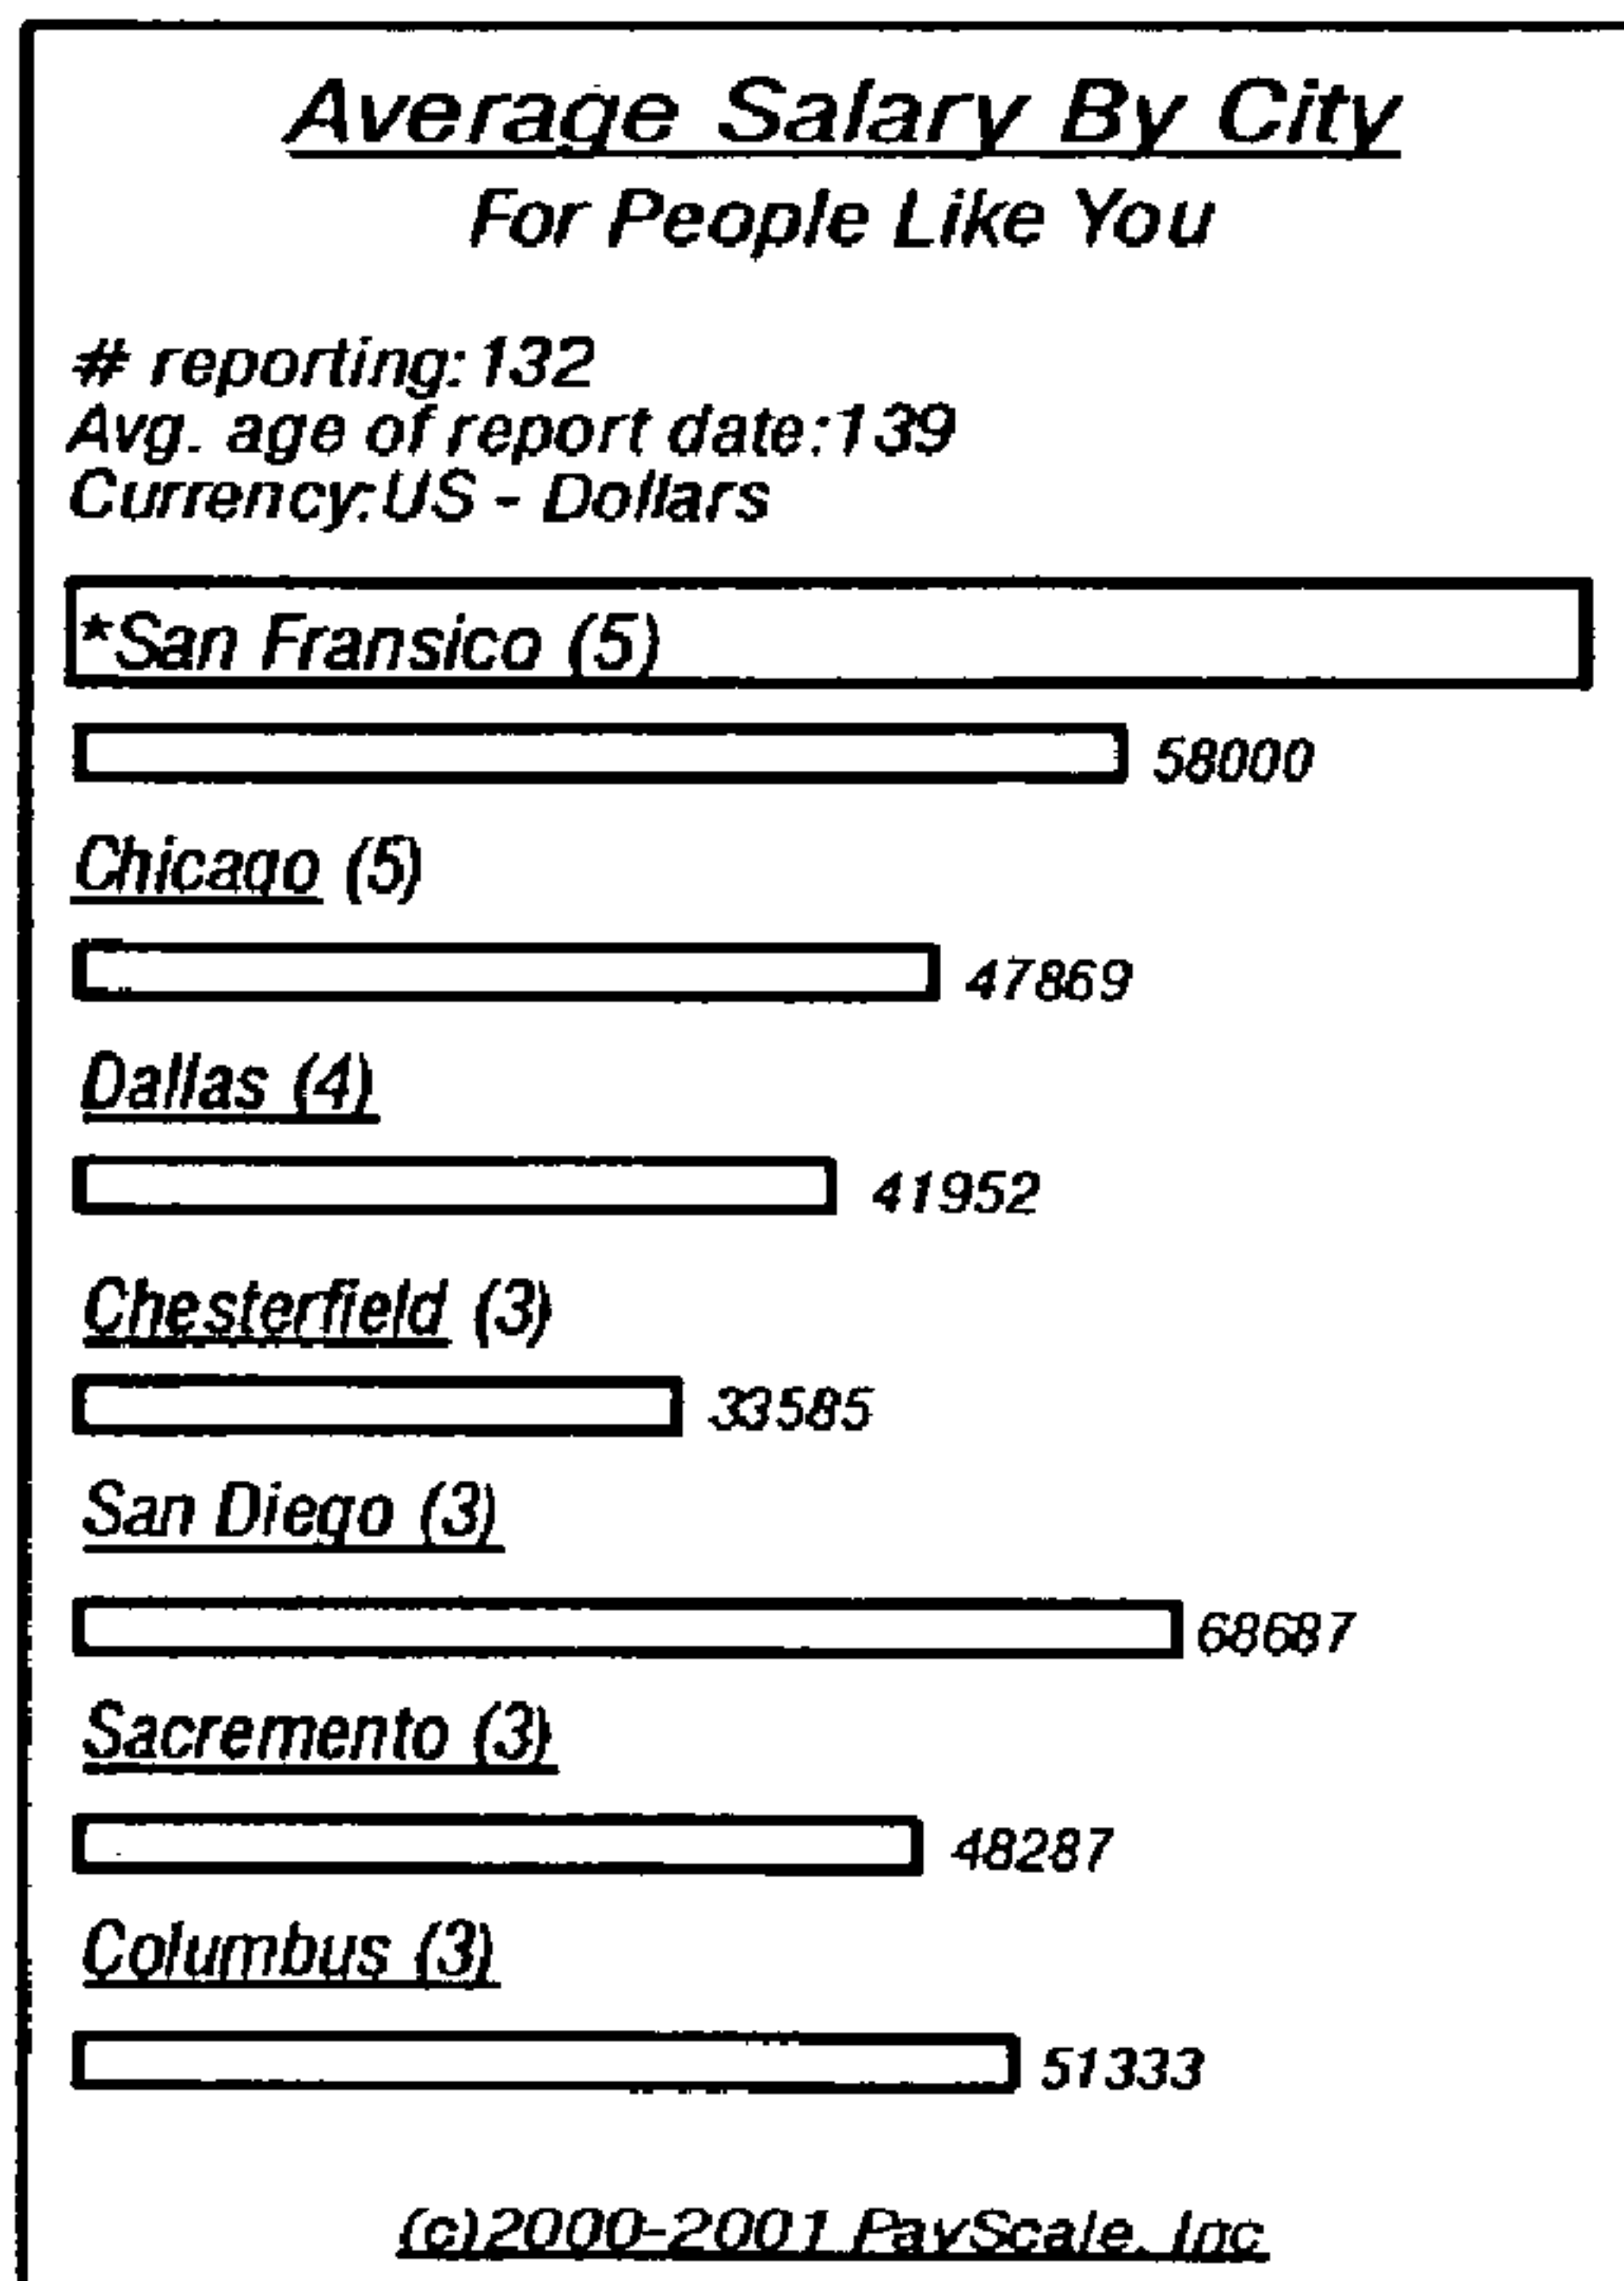 Average Salary By City
For People Like You
# reporting:132
Avg. age of report date:139
Currency:US - Dollars
*San Fransico (5)
58000
Chicago (5)
47869
Dallas (4)
41952
Chesterfield (3)
33585
San Diego (3)
68687
Sacremento (3)
48287
Columbus (3)
51333
(c)2000-2001 PayScale, Inc